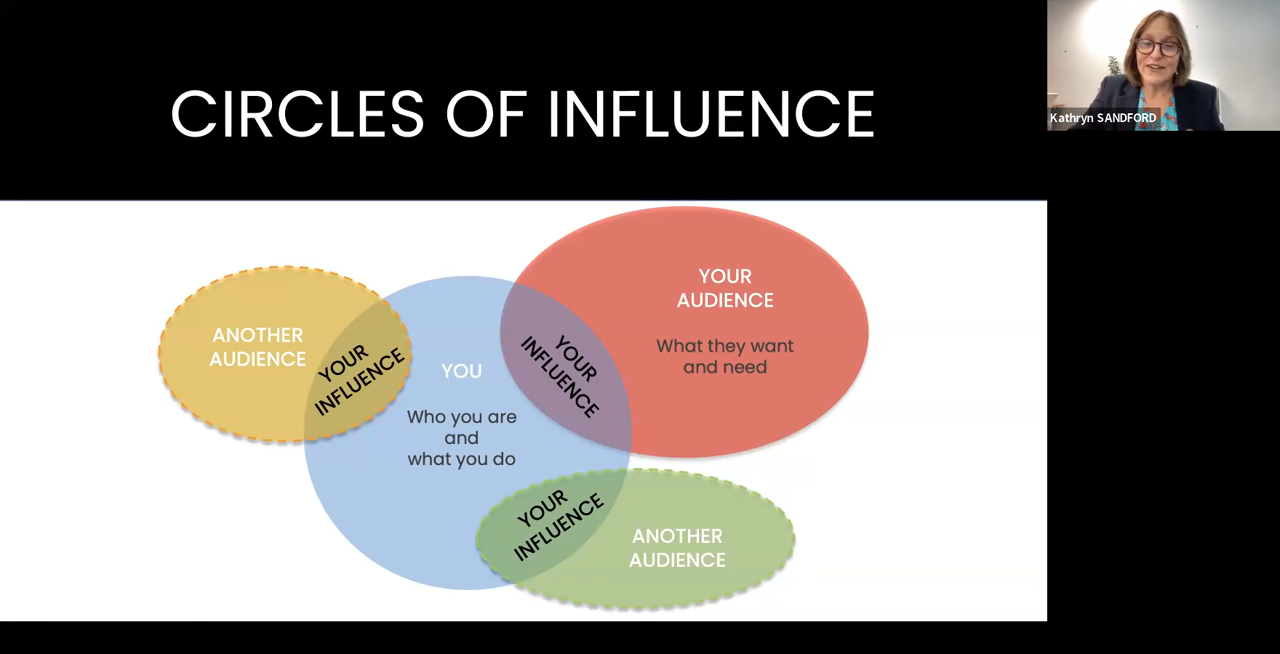 CIRCLES OF INFLUENCE
Kathryn SANDFORD
ANOTHER
AUDIENCE
YOUR
INFLUENCE
YOU
Who you are
and
what you do
YOUR
INFLUENCE
YOUR
AUDIENCE
What they want
and need
YOUR
INFLUENCE
ANOTHER
AUDIENCE